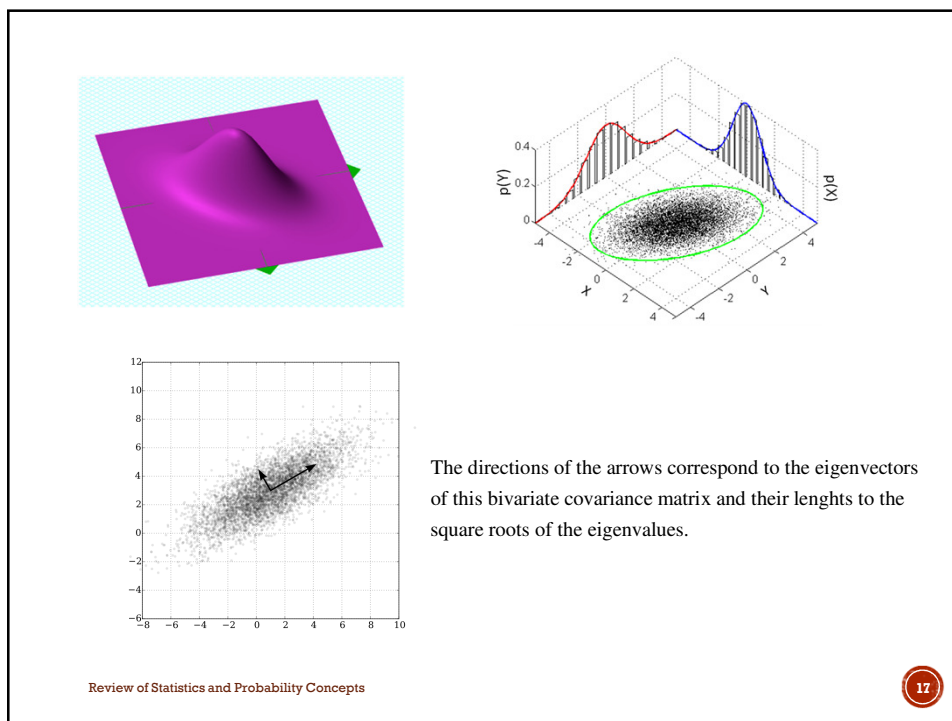 0.4
0.2
0
p(Y)
p(X)
-4
-2
0
2
4
X
-4
-2
0
2
4
Y
12
10
8
6
4
2
0
−2
−4
−6
−8 −6 −4 −2 0 2 4 6 8 10
The directions of the arrows correspond to the eigenvectors
of this bivariate covariance matrix and their lenghts to the
square roots of the eigenvalues.
Review of Statistics and Probability Concepts
17